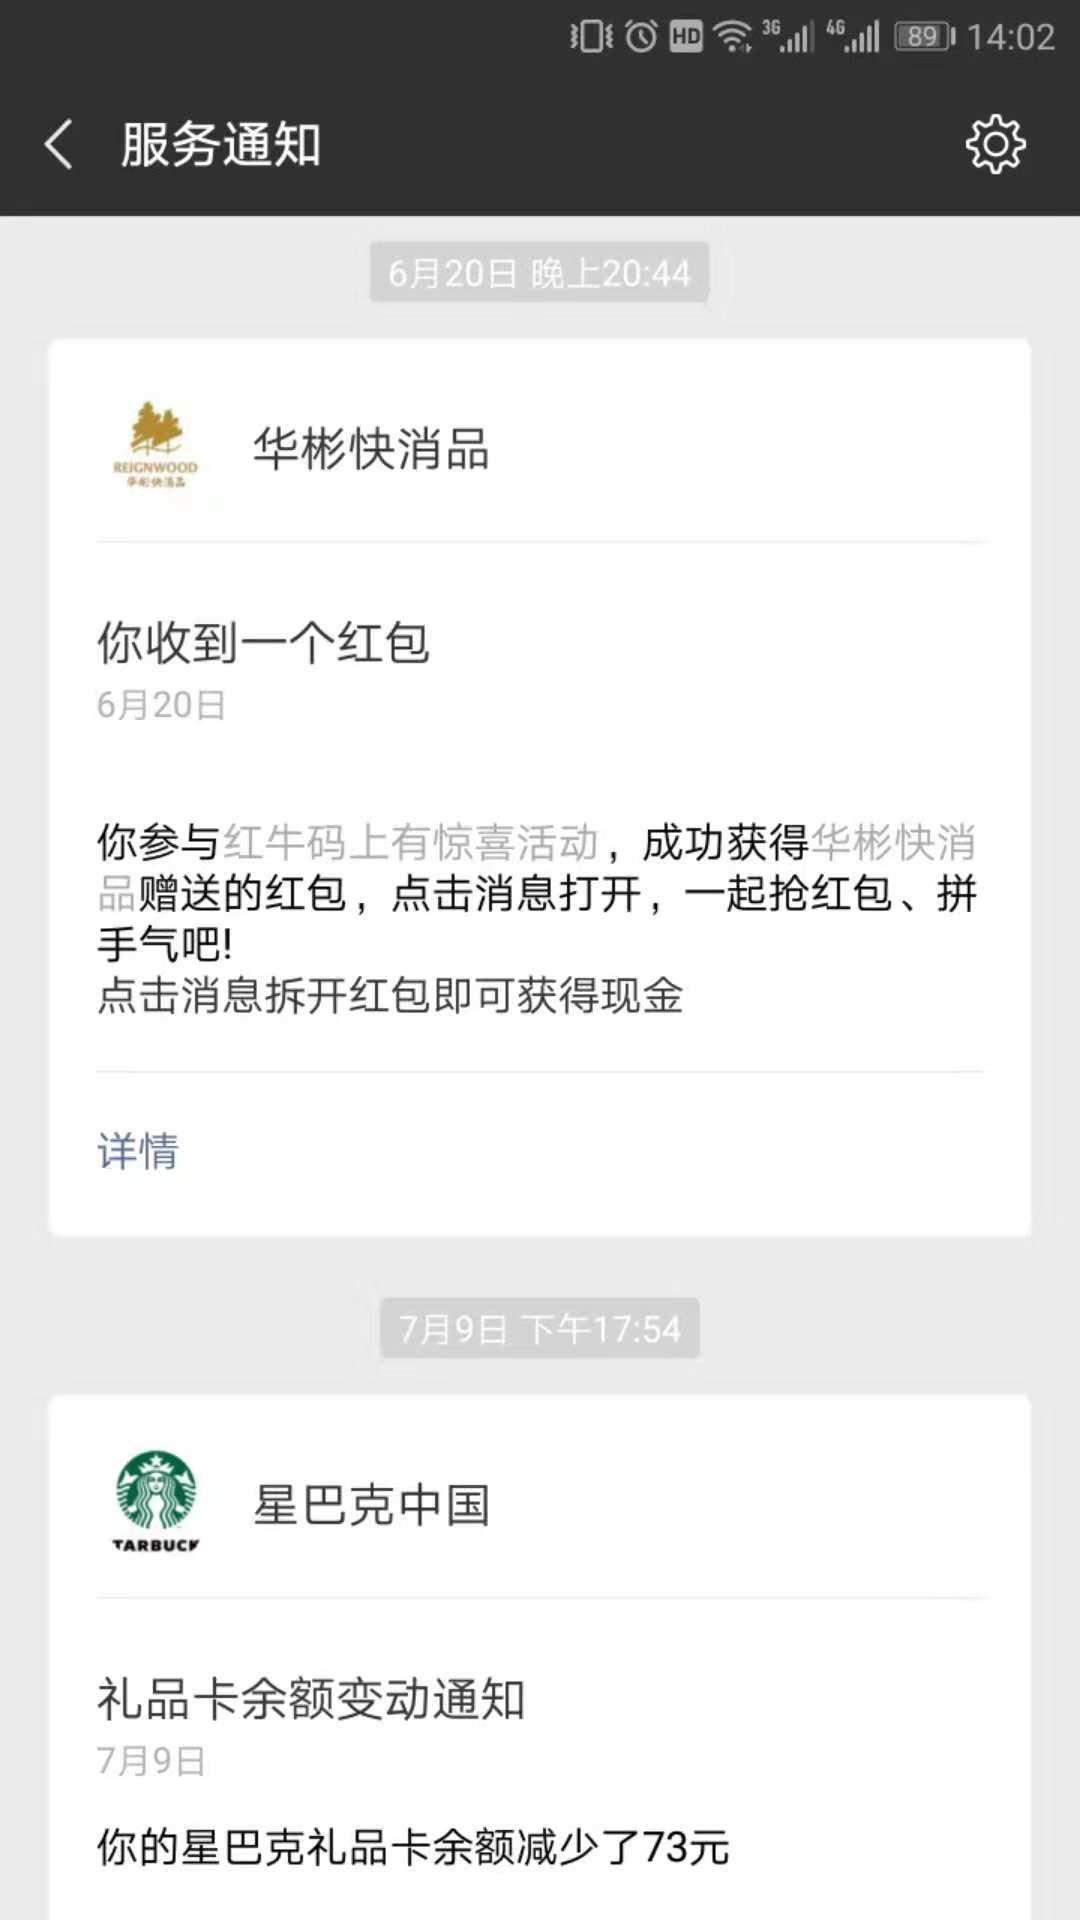 HD 3G 4G 89 14:02
服务通知
6月20日 晚上20:44
REIGNWOOD
华彬快消品
华彬快消品
你收到一个红包
6月20日
你参与红牛码上有惊喜活动，成功获得华彬快消
品赠送的红包，点击消息打开，一起抢红包、拼
手气吧!
点击消息拆开红包即可获得现金
详情
7月9日 下午17:54
TARBUCK
星巴克中国
礼品卡余额变动通知
7月9日
你的星巴克礼品卡余额减少了73元